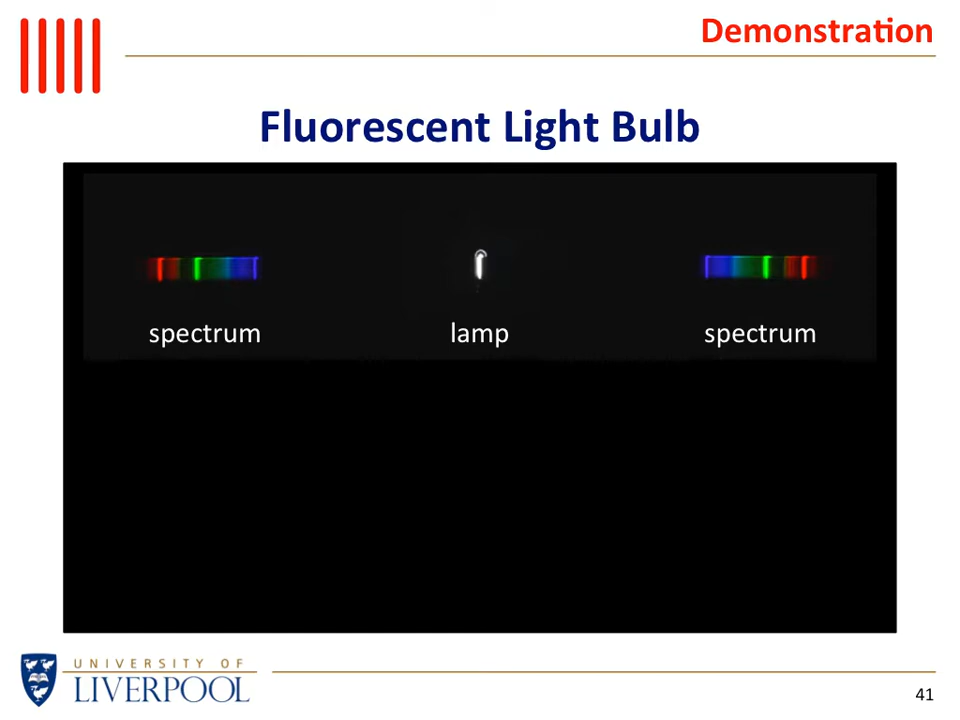 Demonstration
Fluorescent Light Bulb
spectrum
lamp
spectrum
UNIVERSITY OF
LIVERPOOL
41